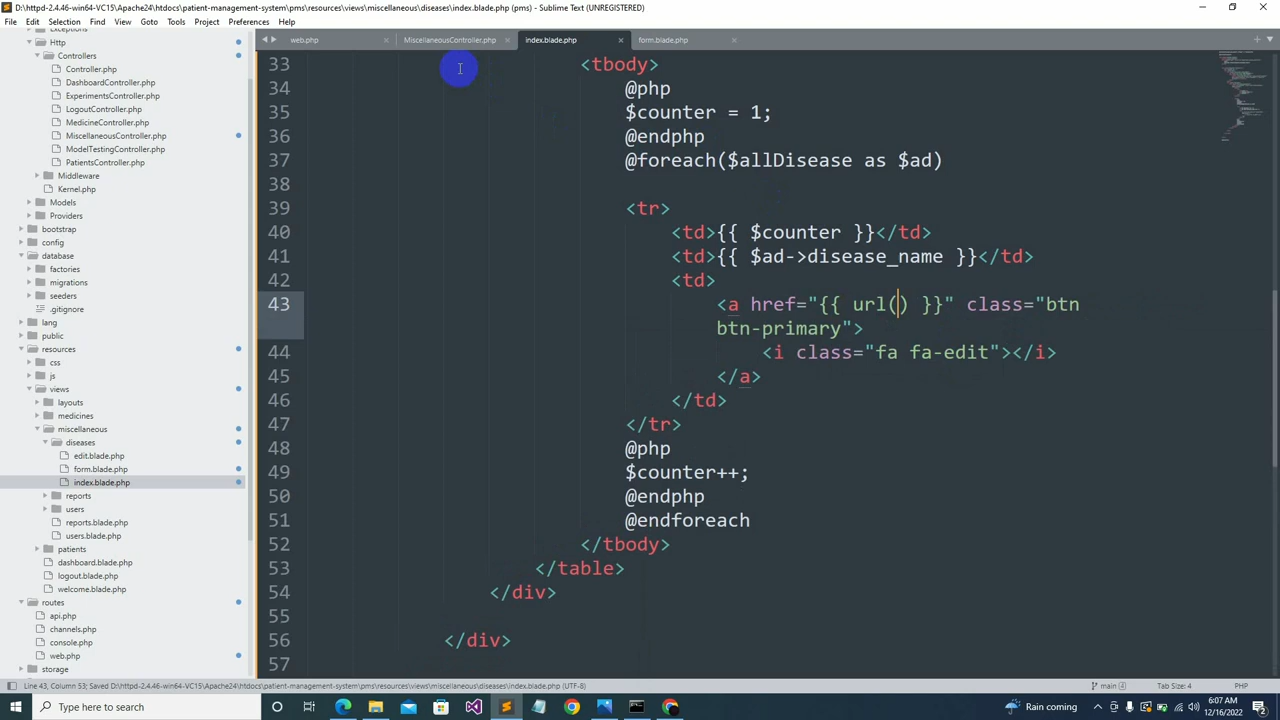 D:\httpd-2.4.46-win64-VC15\Apache24\htdocs\patient-management-system\pms\resources\views\miscellaneous\diseases\index.blade.php (pms) - Sublime Text (UNREGISTERED)
File Edit Selection Find View Goto Tools Project Preferences Help
web.php MiscellaneousController.php index.blade.php form.blade.php
Exceptions
Http
Controllers
Controller.php
DashboardController.php
ExperimentsController.php
LogoutController.php
MedicineController.php
MiscellaneousController.php
ModelTestingController.php
PatientsController.php
Middleware
Kernel.php
Models
Providers
bootstrap
config
database
factories
migrations
seeders
.gitignore
lang
public
resources
css
js
views
layouts
medicines
miscellaneous
diseases
edit.blade.php
form.blade.php
index.blade.php
reports
users
reports.blade.php
users.blade.php
patients
dashboard.blade.php
logout.blade.php
welcome.blade.php
routes
api.php
channels.php
console.php
web.php
storage
33 <tbody>
34 @php
35 $counter = 1;
36 @endphp
37 @foreach($allDisease as $ad)
38
39 <tr>
40 <td>{{ $counter }}</td>
41 <td>{{ $ad->disease_name }}</td>
42 <td>
43 <a href="{{ url() }}" class="btn
btn-primary">
44 <i class="fa fa-edit"></i>
45 </a>
46 </td>
47 </tr>
48 @php
49 $counter++;
50 @endphp
51 @endforeach
52 </tbody>
53 </table>
54 </div>
55
56 </div>
57
Line 43, Column 53; Saved D:\httpd-2.4.46-win64-VC15\Apache24\htdocs\patient-management-system\pms\resources\views\miscellaneous\diseases\index.blade.php (UTF-8) main 4 Tab Size: 4 PHP
Type here to search Rain coming 6:07 AM
12/16/2022 2